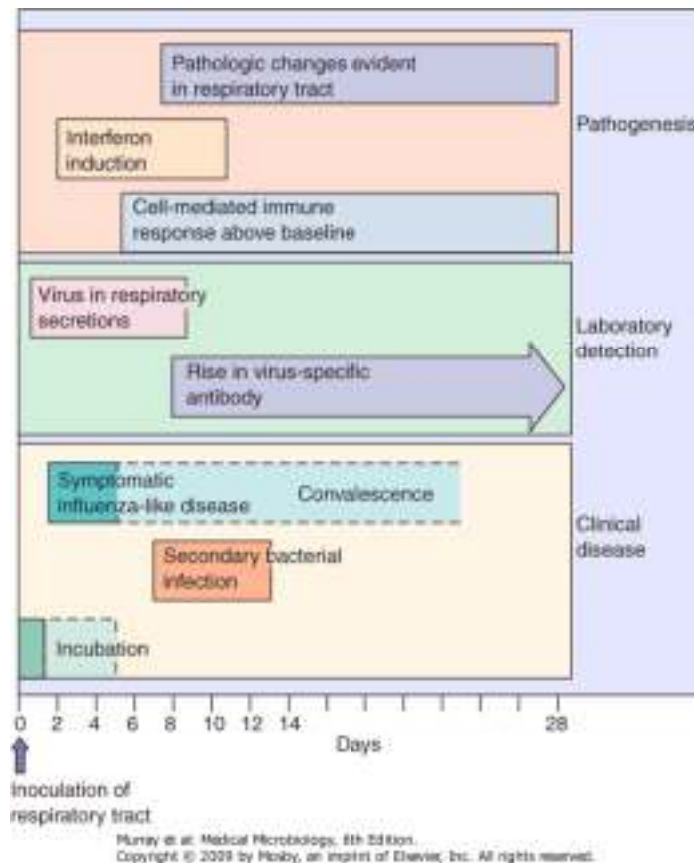 Pathologic changes evident
in respiratory tract
Pathogenesis
Interferon
induction
Cell-mediated immune
response above baseline
Virus in respiratory
secretions
Laboratory
detection
Rise in virus-specific
antibody
Symptomatic
influenza-like disease
Convalescence
Clinical
disease
Secondary bacterial
infection
Incubation
0 2 4 6 8 10 12 14 28
Days
Inoculation of
respiratory tract
Murray et al: Medical Microbiology, 6th Edition.
Copyright © 2009 by Mosby, an imprint of Elsevier, Inc. All rights reserved.